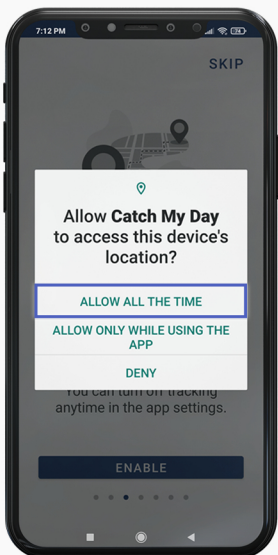 7:12 PM
SKIP
Allow Catch My Day
to access this device's
location?
ALLOW ALL THE TIME
ALLOW ONLY WHILE USING THE
APP
DENY
You can turn off tracking
anytime in the app settings.
ENABLE